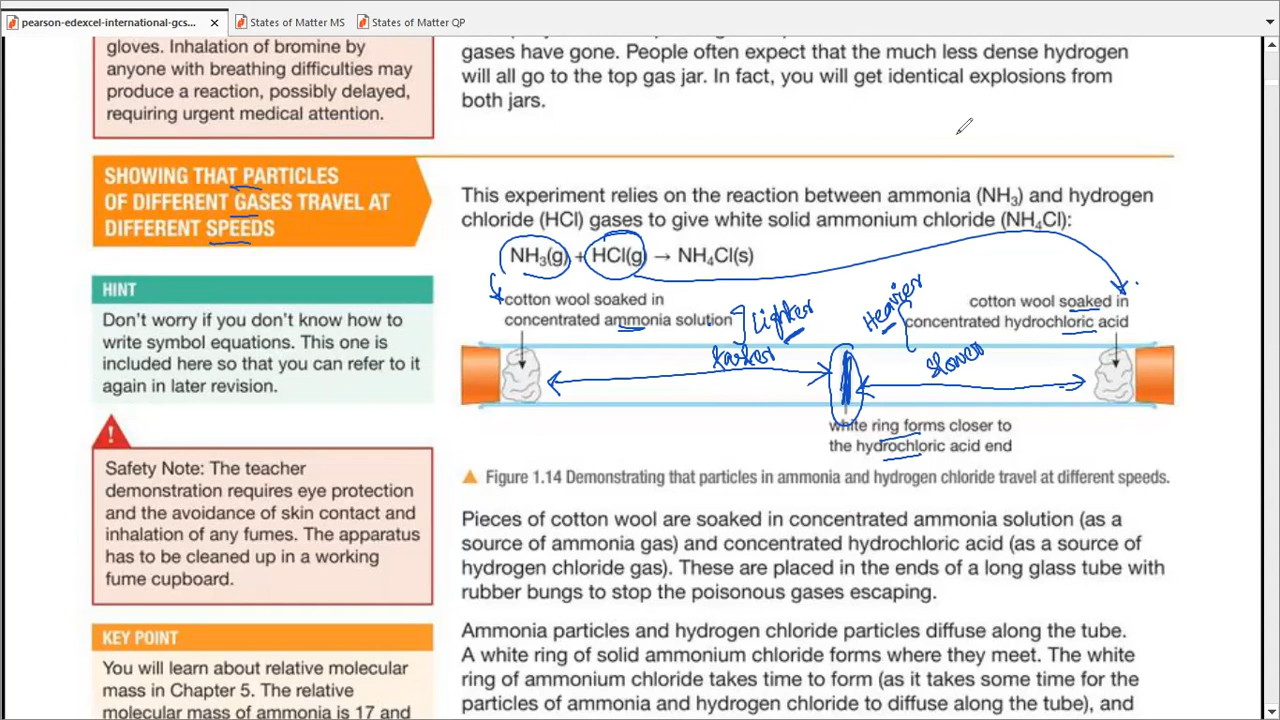 pearson-edexcel-international-gcs...
States of Matter MS
States of Matter QP
gloves. Inhalation of bromine by
anyone with breathing difficulties may
produce a reaction, possibly delayed,
requiring urgent medical attention.
gases have gone. People often expect that the much less dense hydrogen
will all go to the top gas jar. In fact, you will get identical explosions from
both jars.
SHOWING THAT PARTICLES
OF DIFFERENT GASES TRAVEL AT
DIFFERENT SPEEDS
This experiment relies on the reaction between ammonia (NH₃) and hydrogen
chloride (HCl) gases to give white solid ammonium chloride (NH₄Cl):
NH₃(g) + HCl(g) → NH₄Cl(s)
HINT
Don't worry if you don't know how to
write symbol equations. This one is
included here so that you can refer to it
again in later revision.
cotton wool soaked in
concentrated ammonia solution
Lighter
Heavier
cotton wool soaked in
concentrated hydrochloric acid
Slower
white ring forms closer to
the hydrochloric acid end
Figure 1.14 Demonstrating that particles in ammonia and hydrogen chloride travel at different speeds.
!
Safety Note: The teacher
demonstration requires eye protection
and the avoidance of skin contact and
inhalation of any fumes. The apparatus
has to be cleaned up in a working
fume cupboard.
Pieces of cotton wool are soaked in concentrated ammonia solution (as a
source of ammonia gas) and concentrated hydrochloric acid (as a source of
hydrogen chloride gas). These are placed in the ends of a long glass tube with
rubber bungs to stop the poisonous gases escaping.
KEY POINT
You will learn about relative molecular
mass in Chapter 5. The relative
molecular mass of ammonia is 17 and
Ammonia particles and hydrogen chloride particles diffuse along the tube.
A white ring of solid ammonium chloride forms where they meet. The white
ring of ammonium chloride takes time to form (as it takes some time for the
particles of ammonia and hydrogen chloride to diffuse along the tube), and